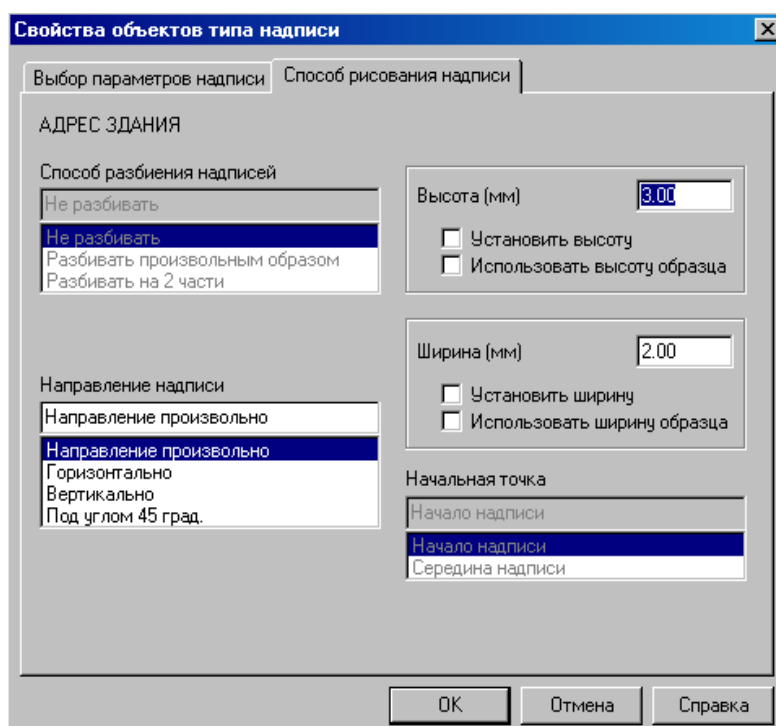 Свойства объектов типа надписи
Выбор параметров надписи
Способ рисования надписи
АДРЕС ЗДАНИЯ
Способ разбиения надписей
Не разбивать
Не разбивать
Разбивать произвольным образом
Разбивать на 2 части
Направление надписи
Направление произвольно
Направление произвольно
Горизонтально
Вертикально
Под углом 45 град.
Высота (мм)
3.00
Установить высоту
Использовать высоту образца
Ширина (мм)
2.00
Установить ширину
Использовать ширину образца
Начальная точка
Начало надписи
Начало надписи
Середина надписи
OK
Отмена
Справка